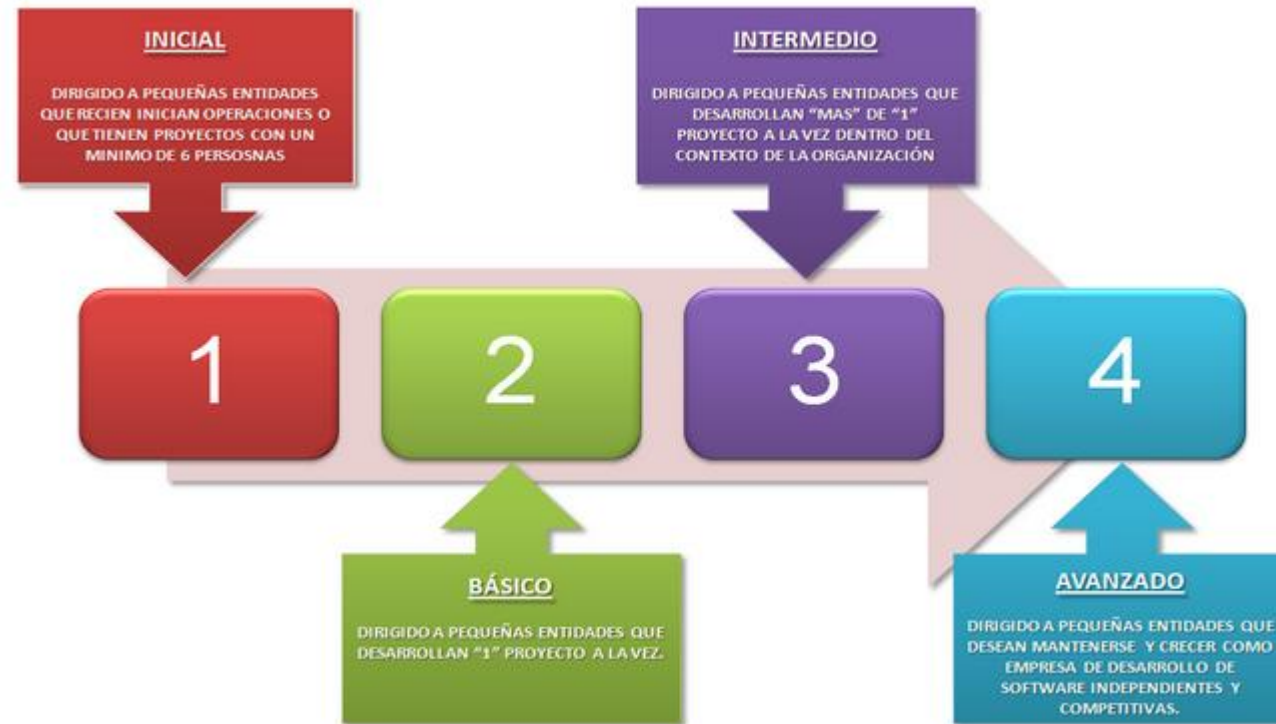 INICIAL
DIRIGIDO A PEQUEÑAS ENTIDADES
QUE RECIEN INICIAN OPERACIONES O
QUE TIENEN PROYECTOS CON UN
MINIMO DE 6 PERSOSNAS
INTERMEDIO
DIRIGIDO A PEQUEÑAS ENTIDADES QUE
DESARROLLAN “MAS” DE “1”
PROYECTO A LA VEZ DENTRO DEL
CONTEXTO DE LA ORGANIZACIÓN
1
2
3
4
BÁSICO
DIRIGIDO A PEQUEÑAS ENTIDADES QUE
DESARROLLAN “1” PROYECTO A LA VEZ.
AVANZADO
DIRIGIDO A PEQUEÑAS ENTIDADES QUE
DESEAN MANTENERSE Y CRECER COMO
EMPRESA DE DESARROLLO DE
SOFTWARE INDEPENDIENTES Y
COMPETITIVAS.